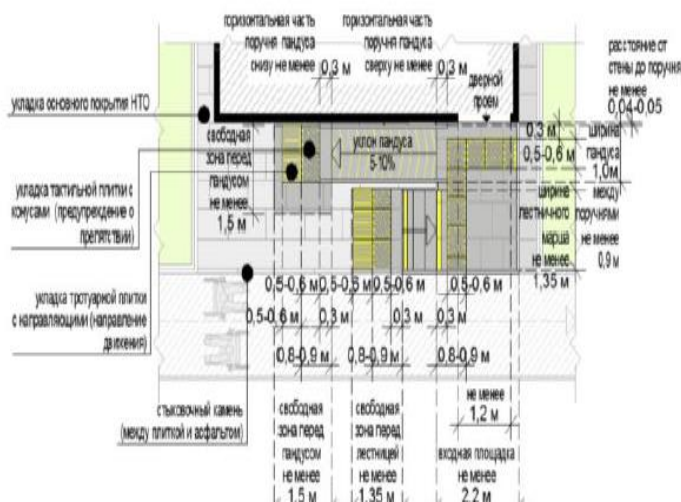 горизонтальная часть
поручня пандуса
снизу не менее
0,3 м
горизонтальная часть
поручня пандуса
сверху не менее
0,3 м
дверной
проем
расстояние от
стены до поручня
не менее
0,04-0,05
укладка основного покрытия НТО
свободная
зона перед
пандусом
не менее
1,5 м
уклон пандуса
5-10%
0,3 м
0,5-0,6 м
ширина
пандуса
1,0м
между
поручнями
не менее
0,9 м
ширина
лестничного
марша
не менее
1,35 м
укладка тактильной плитки с
конусами (предупреждение о
препятствии)
укладка тротуарной плитки
с направляющими (направление
движения)
стыковочный камень
(между плиткой и асфальтом)
0,5-0,6 м
0,5-0,6 м
0,5-0,6 м
0,5-0,6 м
0,3 м
0,3 м
0,3 м
0,8-0,9 м
0,8-0,9 м
0,8-0,9 м
не менее
1,2 м
свободная
зона перед
пандусом
не менее
1,5 м
свободная
зона перед
лестницей
не менее
1,35 м
входная площадка
не менее
2,2 м